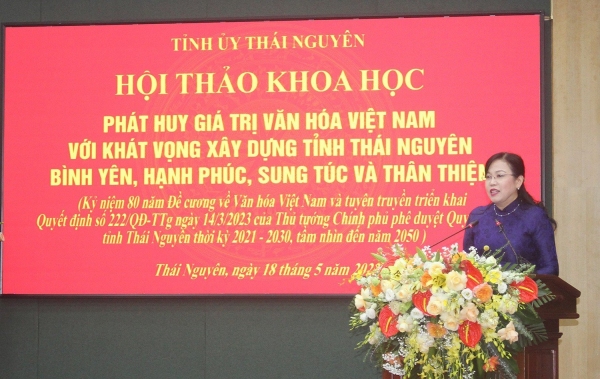 TỈNH ỦY THÁI NGUYÊN
HỘI THẢO KHOA HỌC
PHÁT HUY GIÁ TRỊ VĂN HÓA VIỆT NAM
VỚI KHÁT VỌNG XÂY DỰNG TỈNH THÁI NGUYÊN
BÌNH YÊN, HẠNH PHÚC, SUNG TÚC VÀ THÂN THIỆN
(Kỷ niệm 80 năm Đề cương về Văn hóa Việt Nam và tuyên truyền triển khai
Quyết định số 222/QĐ-TTg ngày 14/3/2023 của Thủ tướng Chính phủ phê duyệt Quy
tỉnh Thái Nguyên thời kỳ 2021 - 2030, tầm nhìn đến năm 2050 )
Thái Nguyên, ngày 18 tháng 5 năm